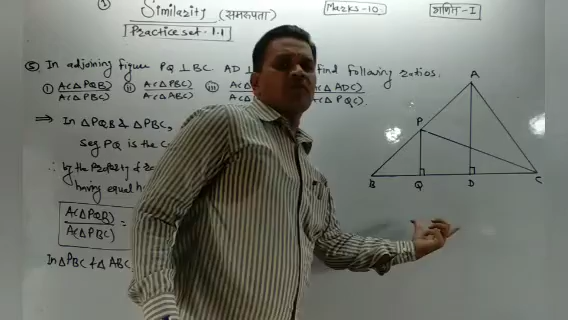 ①
Similarity (समरूपता)
Marks-10
गणित-I
Practice set - 1.1
⑤ In adjoining figure PQ ⊥ BC. AD ⊥ find following ratios.
① A(Δ PQB) ⑪ A(Δ PBC) ⑪⑪ A(Δ A(Δ ADC)
A(Δ PBC) A(Δ ABC) A(Δ A(Δ PQC).
⇒ In Δ PQB & Δ PBC,
seg PQ is the
∴ by the Property of
having equal
A(Δ PQB) =
A(Δ PBC)
In Δ PBC & Δ ABC
A
P
B Q D C